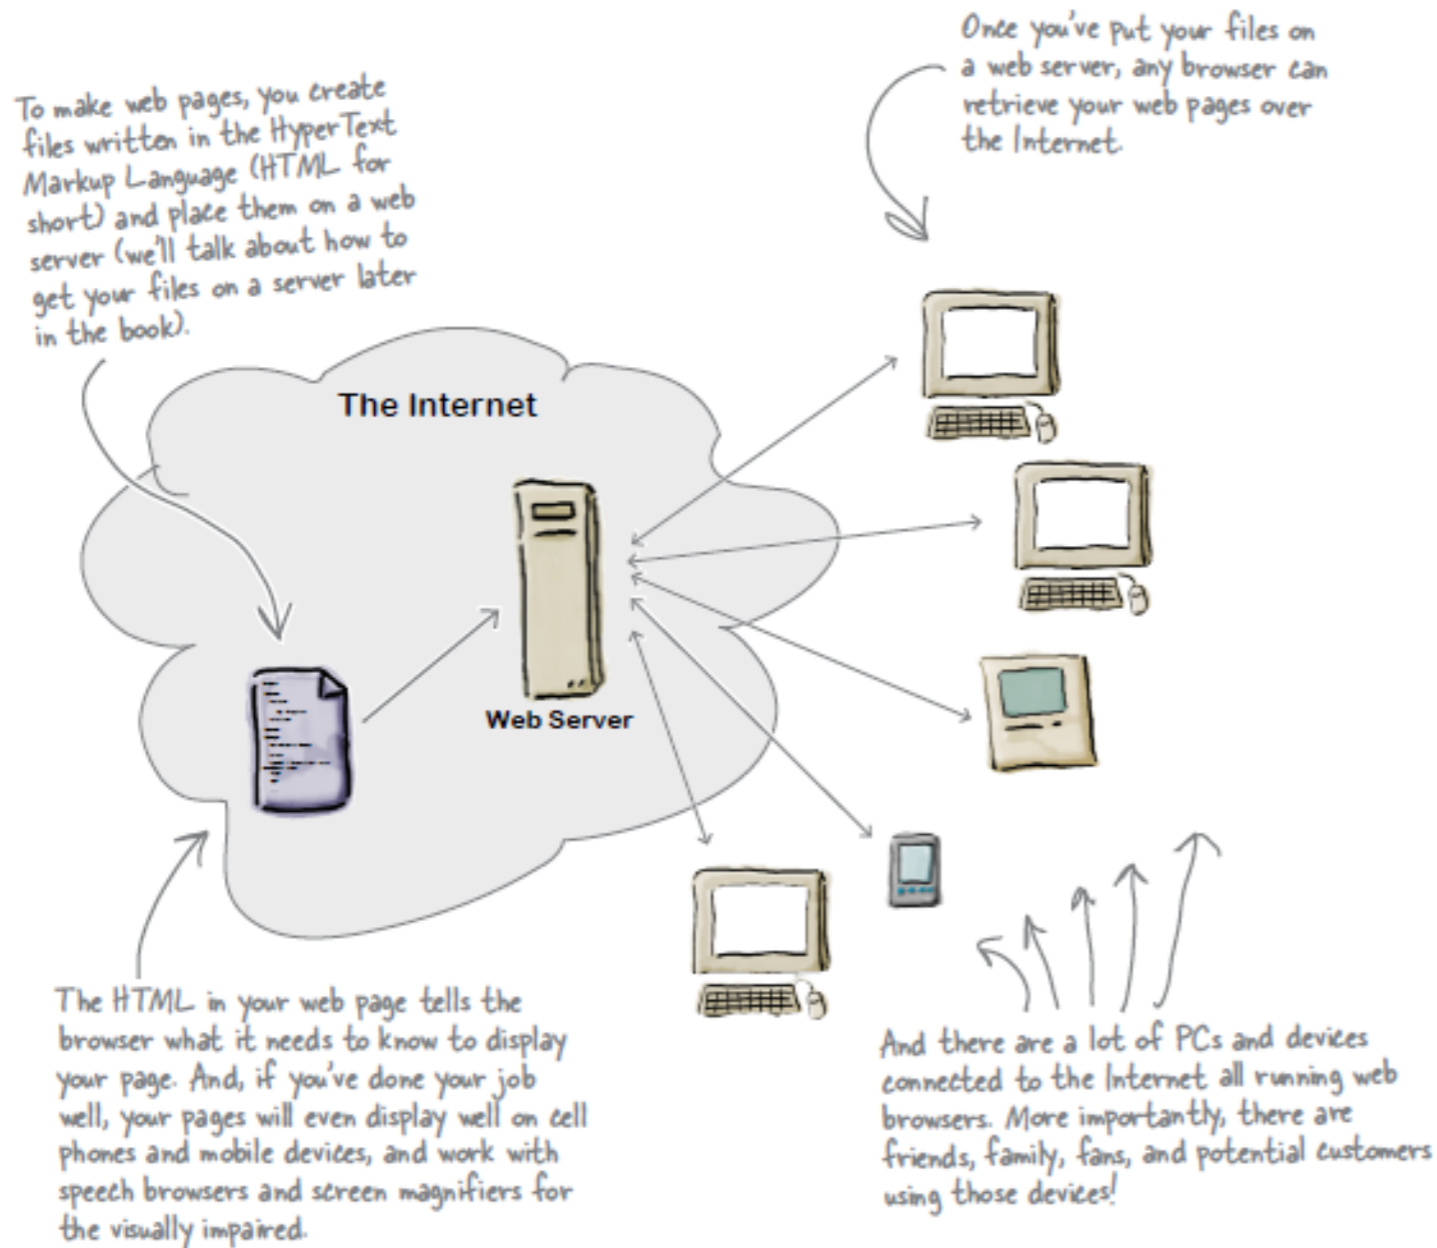 To make web pages, you create
files written in the HyperText
Markup Language (HTML for
short) and place them on a web
server (we'll talk about how to
get your files on a server later
in the book).
Once you've put your files on
a web server, any browser can
retrieve your web pages over
the Internet.
The Internet
Web Server
The HTML in your web page tells the
browser what it needs to know to display
your page. And, if you've done your job
well, your pages will even display well on cell
phones and mobile devices, and work with
speech browsers and screen magnifiers for
the visually impaired.
And there are a lot of PCs and devices
connected to the Internet all running web
browsers. More importantly, there are
friends, family, fans, and potential customers
using those devices!